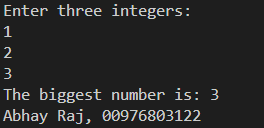 Enter three integers:
1
2
3
The biggest number is: 3
Abhay Raj, 00976803122